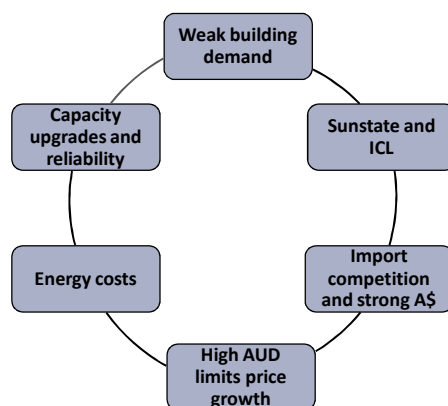 Weak building
demand
Sunstate and
ICL
Import
competition
and strong A$
High AUD
limits price
growth
Energy costs
Capacity
upgrades and
reliability